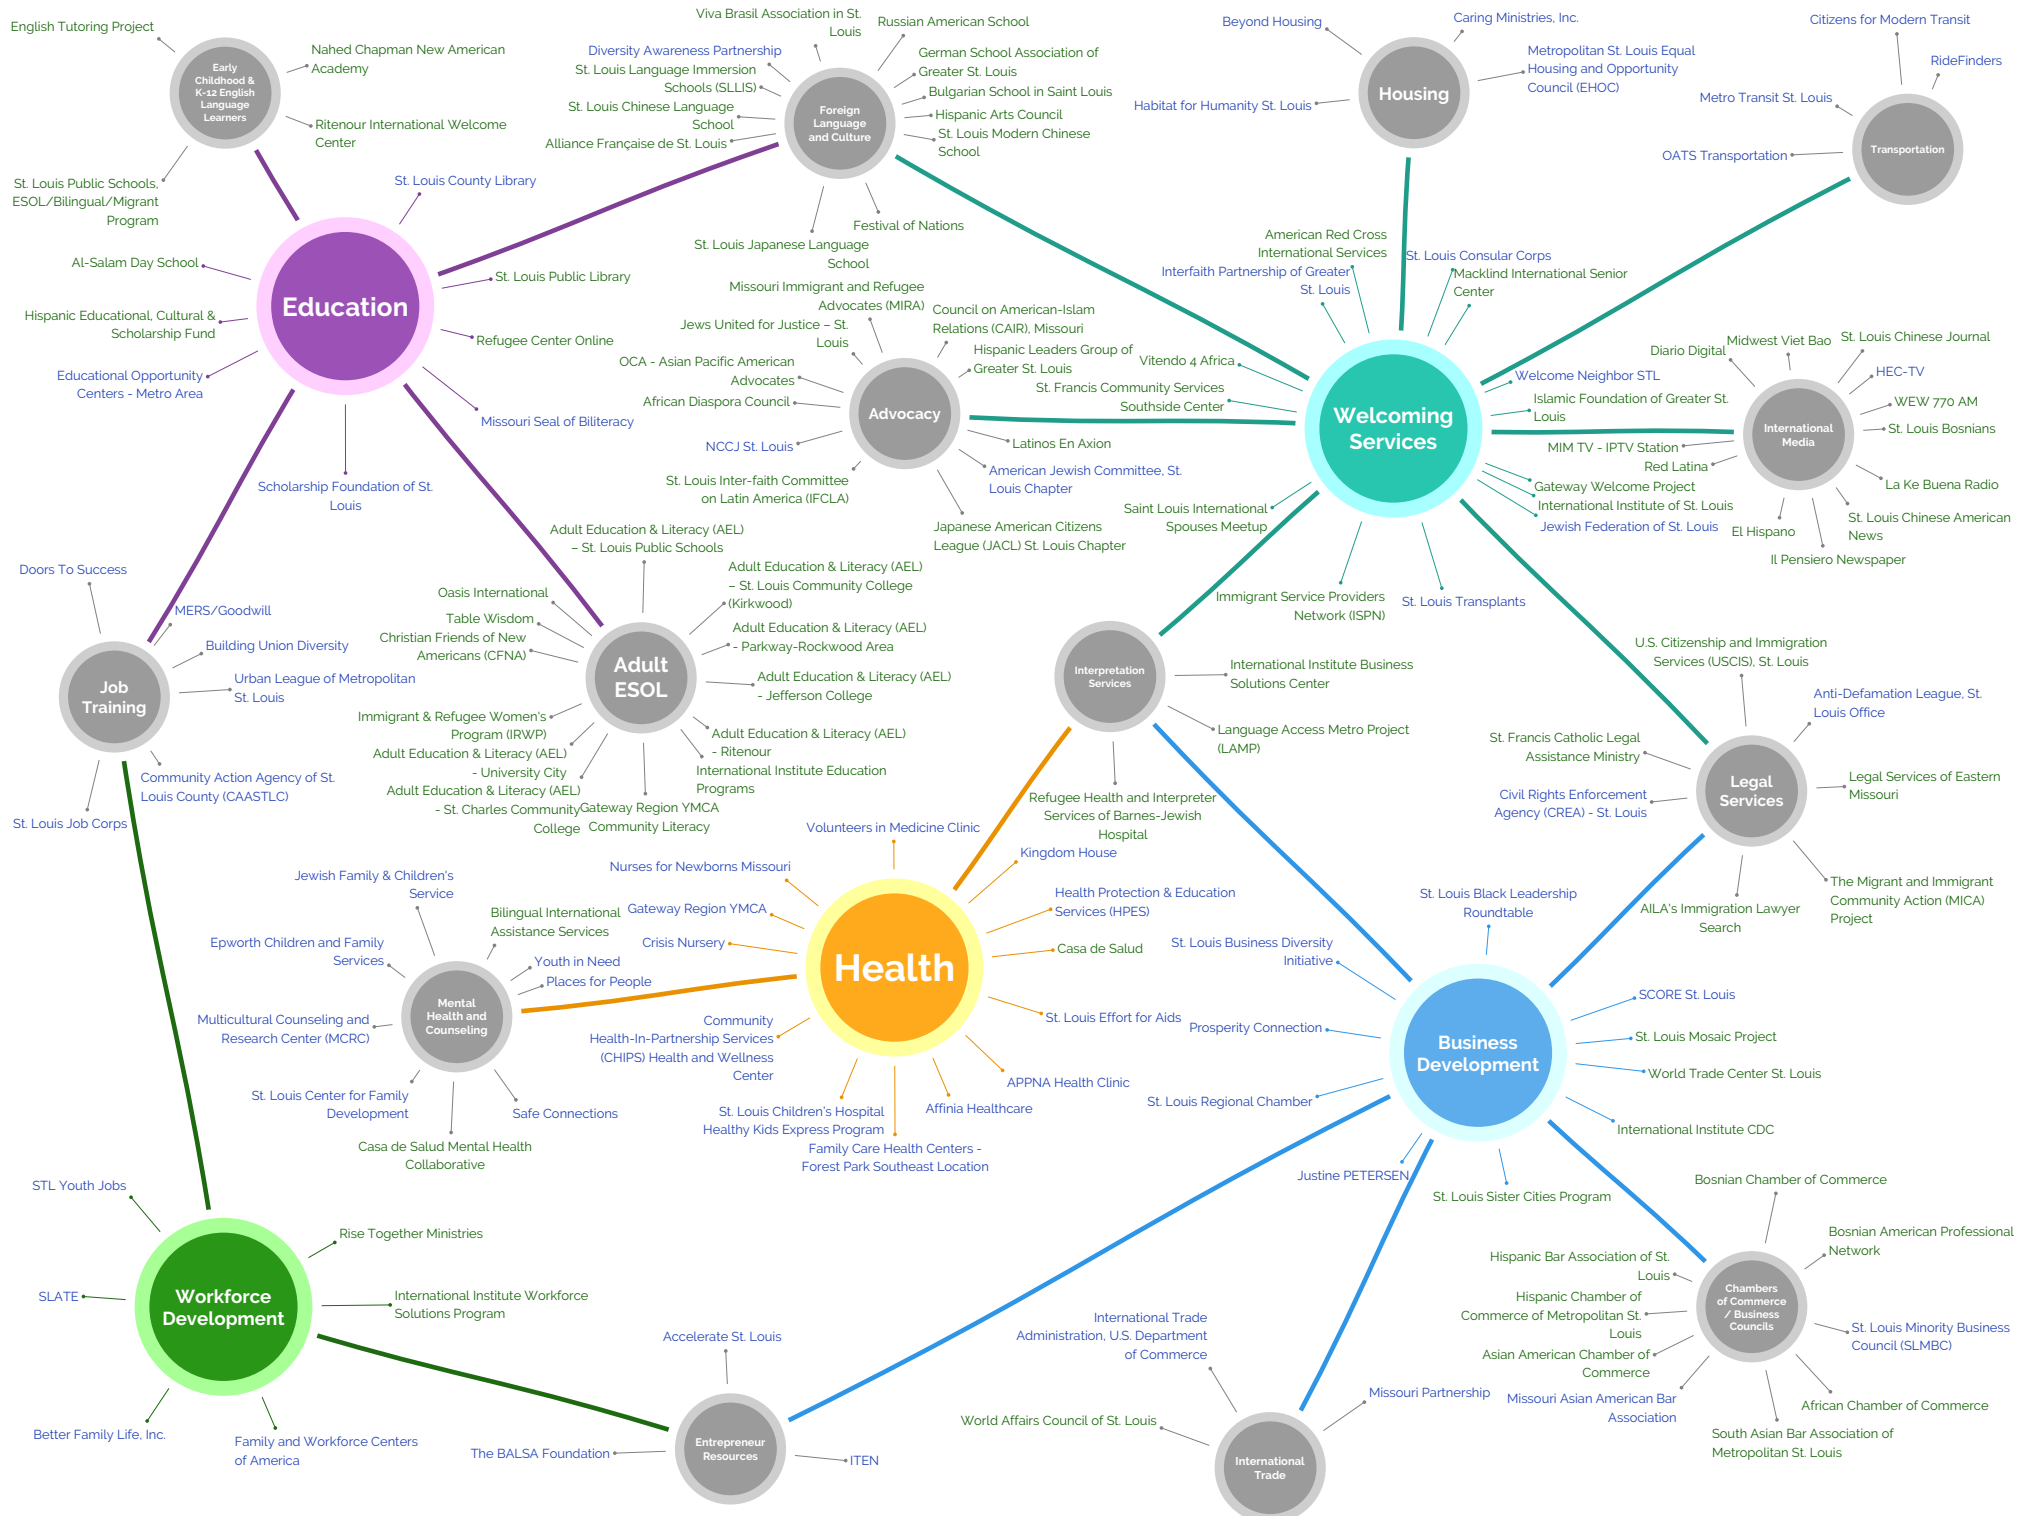 English Tutoring Project
Nahed Chapman New American
Academy
Early
Childhood &
K-12 English
Language
Learners
Ritenour International Welcome
Center
St. Louis Public Schools,
ESOL/Bilingual/Migrant
Program
Viva Brasil Association in St.
Louis
Russian American School
Diversity Awareness Partnership
German School Association of
Greater St. Louis
St. Louis Language Immersion
Schools (SLLIS)
Bulgarian School in Saint Louis
St. Louis Chinese Language
School
Hispanic Arts Council
Alliance Française de St. Louis
St. Louis Modern Chinese
School
Foreign
Language
and Culture
Festival of Nations
St. Louis Japanese Language
School
Beyond Housing
Caring Ministries, Inc.
Metropolitan St. Louis Equal
Housing and Opportunity
Council (EHOC)
Housing
Habitat for Humanity St. Louis
Citizens for Modern Transit
RideFinders
Metro Transit St. Louis
OATS Transportation
Transportation
St. Louis County Library
Al-Salam Day School
St. Louis Public Library
Education
Hispanic Educational, Cultural &
Scholarship Fund
Refugee Center Online
Educational Opportunity
Centers - Metro Area
Missouri Seal of Biliteracy
Scholarship Foundation of St.
Louis
Missouri Immigrant and Refugee
Advocates (MIRA)
Council on American-Islam
Relations (CAIR), Missouri
Jews United for Justice – St.
Louis
Hispanic Leaders Group of
Greater St. Louis
OCA - Asian Pacific American
Advocates
African Diaspora Council
Advocacy
NCCJ St. Louis
Latinos En Axion
St. Louis Inter-faith Committee
on Latin America (IFCLA)
American Jewish Committee, St.
Louis Chapter
Japanese American Citizens
League (JACL) St. Louis Chapter
American Red Cross
International Services
St. Louis Consular Corps
Interfaith Partnership of Greater
St. Louis
Macklind International Senior
Center
Vitendo 4 Africa
Welcome Neighbor STL
St. Francis Community Services
Southside Center
Islamic Foundation of Greater St.
Louis
Welcoming
Services
Gateway Welcome Project
International Institute of St. Louis
Jewish Federation of St. Louis
Saint Louis International
Spouses Meetup
Immigrant Service Providers
Network (ISPN)
St. Louis Transplants
Midwest Viet Bao
St. Louis Chinese Journal
Diario Digital
HEC-TV
WEW 770 AM
International
Media
St. Louis Bosnians
MIM TV - IPTV Station
Red Latina
La Ke Buena Radio
El Hispano
St. Louis Chinese American
News
Il Pensiero Newspaper
Doors To Success
MERS/Goodwill
Building Union Diversity
Urban League of Metropolitan
St. Louis
Job
Training
Community Action Agency of St.
Louis County (CAASTLC)
St. Louis Job Corps
Adult Education & Literacy (AEL)
– St. Louis Public Schools
Adult Education & Literacy (AEL)
– St. Louis Community College
(Kirkwood)
Oasis International
Table Wisdom
Adult Education & Literacy (AEL)
- Parkway-Rockwood Area
Christian Friends of New
Americans (CFNA)
Adult
ESOL
Adult Education & Literacy (AEL)
- Jefferson College
Immigrant & Refugee Women's
Program (IRWP)
Adult Education & Literacy (AEL)
- Ritenour
Adult Education & Literacy (AEL)
- University City
International Institute Education
Programs
Adult Education & Literacy (AEL)
- St. Charles Community
College
Gateway Region YMCA
Community Literacy
Interpretation
Services
International Institute Business
Solutions Center
Language Access Metro Project
(LAMP)
Refugee Health and Interpreter
Services of Barnes-Jewish
Hospital
U.S. Citizenship and Immigration
Services (USCIS), St. Louis
Anti-Defamation League, St.
Louis Office
St. Francis Catholic Legal
Assistance Ministry
Legal
Services
Legal Services of Eastern
Missouri
Civil Rights Enforcement
Agency (CREA) - St. Louis
AILA's Immigration Lawyer
Search
The Migrant and Immigrant
Community Action (MICA)
Project
Volunteers in Medicine Clinic
Kingdom House
Nurses for Newborns Missouri
Gateway Region YMCA
Health Protection & Education
Services (HPES)
Crisis Nursery
Casa de Salud
Health
St. Louis Effort for Aids
Community
Health-In-Partnership Services
(CHIPS) Health and Wellness
Center
APPNA Health Clinic
St. Louis Children's Hospital
Healthy Kids Express Program
Affinia Healthcare
Family Care Health Centers -
Forest Park Southeast Location
Jewish Family & Children's
Service
Bilingual International
Assistance Services
Epworth Children and Family
Services
Youth in Need
Places for People
Mental
Health and
Counseling
Multicultural Counseling and
Research Center (MCRC)
St. Louis Center for Family
Development
Safe Connections
Casa de Salud Mental Health
Collaborative
St. Louis Black Leadership
Roundtable
St. Louis Business Diversity
Initiative
SCORE St. Louis
Prosperity Connection
St. Louis Mosaic Project
Business
Development
World Trade Center St. Louis
St. Louis Regional Chamber
International Institute CDC
Justine PETERSEN
St. Louis Sister Cities Program
STL Youth Jobs
Rise Together Ministries
SLATE
Workforce
Development
International Institute Workforce
Solutions Program
Better Family Life, Inc.
Family and Workforce Centers
of America
Accelerate St. Louis
Entrepreneur
Resources
The BALSA Foundation
ITEN
International Trade
Administration, U.S. Department
of Commerce
Missouri Partnership
World Affairs Council of St. Louis
International
Trade
Bosnian Chamber of Commerce
Bosnian American Professional
Network
Hispanic Bar Association of St.
Louis
Hispanic Chamber of
Commerce of Metropolitan St.
Louis
Chambers
of Commerce
/ Business
Councils
St. Louis Minority Business
Council (SLMBC)
Asian American Chamber of
Commerce
Missouri Asian American Bar
Association
African Chamber of Commerce
South Asian Bar Association of
Metropolitan St. Louis